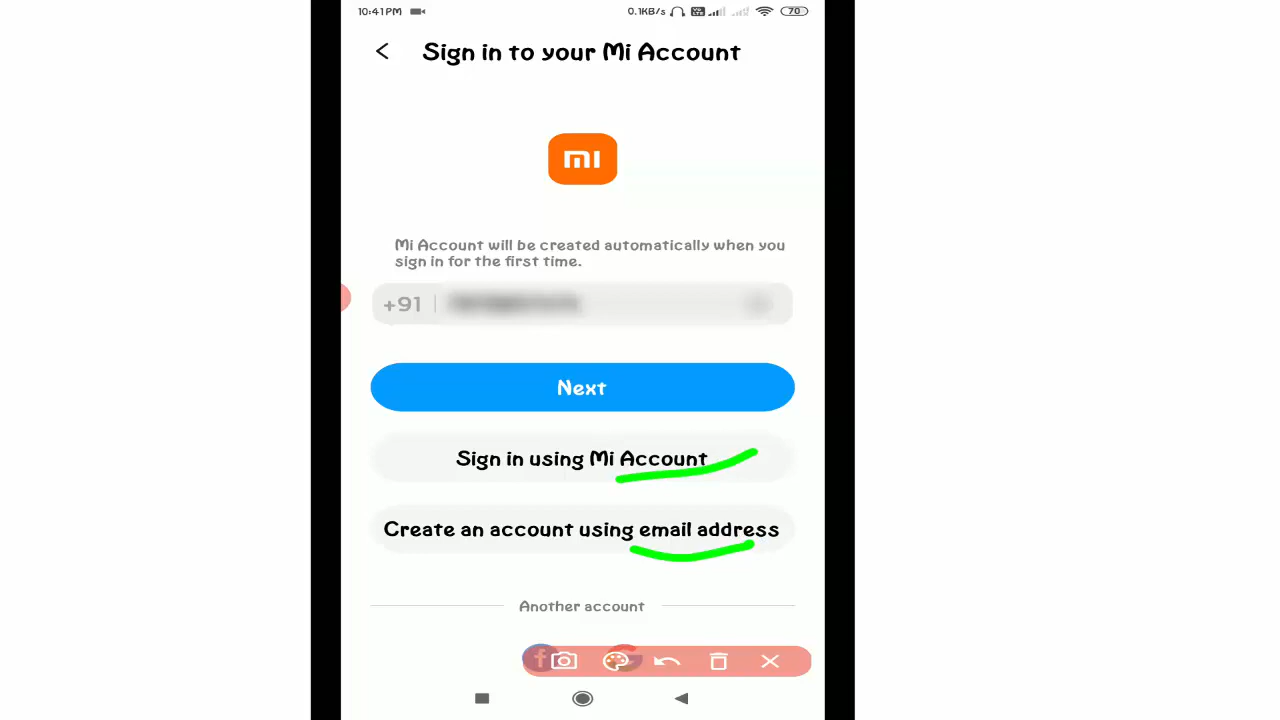 10:41PM 0.1KB/s 70
Sign in to your Mi Account
mi
Mi Account will be created automatically when you
sign in for the first time.
+91
Next
Sign in using Mi Account
Create an account using email address
Another account